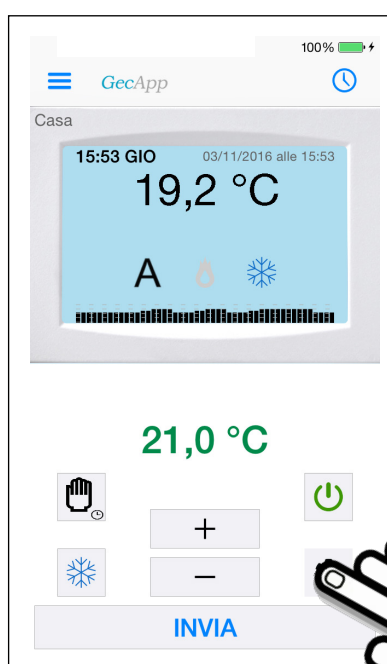 100%
GecApp
Casa
15:53 GIO 03/11/2016 alle 15:53
19,2 °C
A
21,0 °C
+
−
INVIA